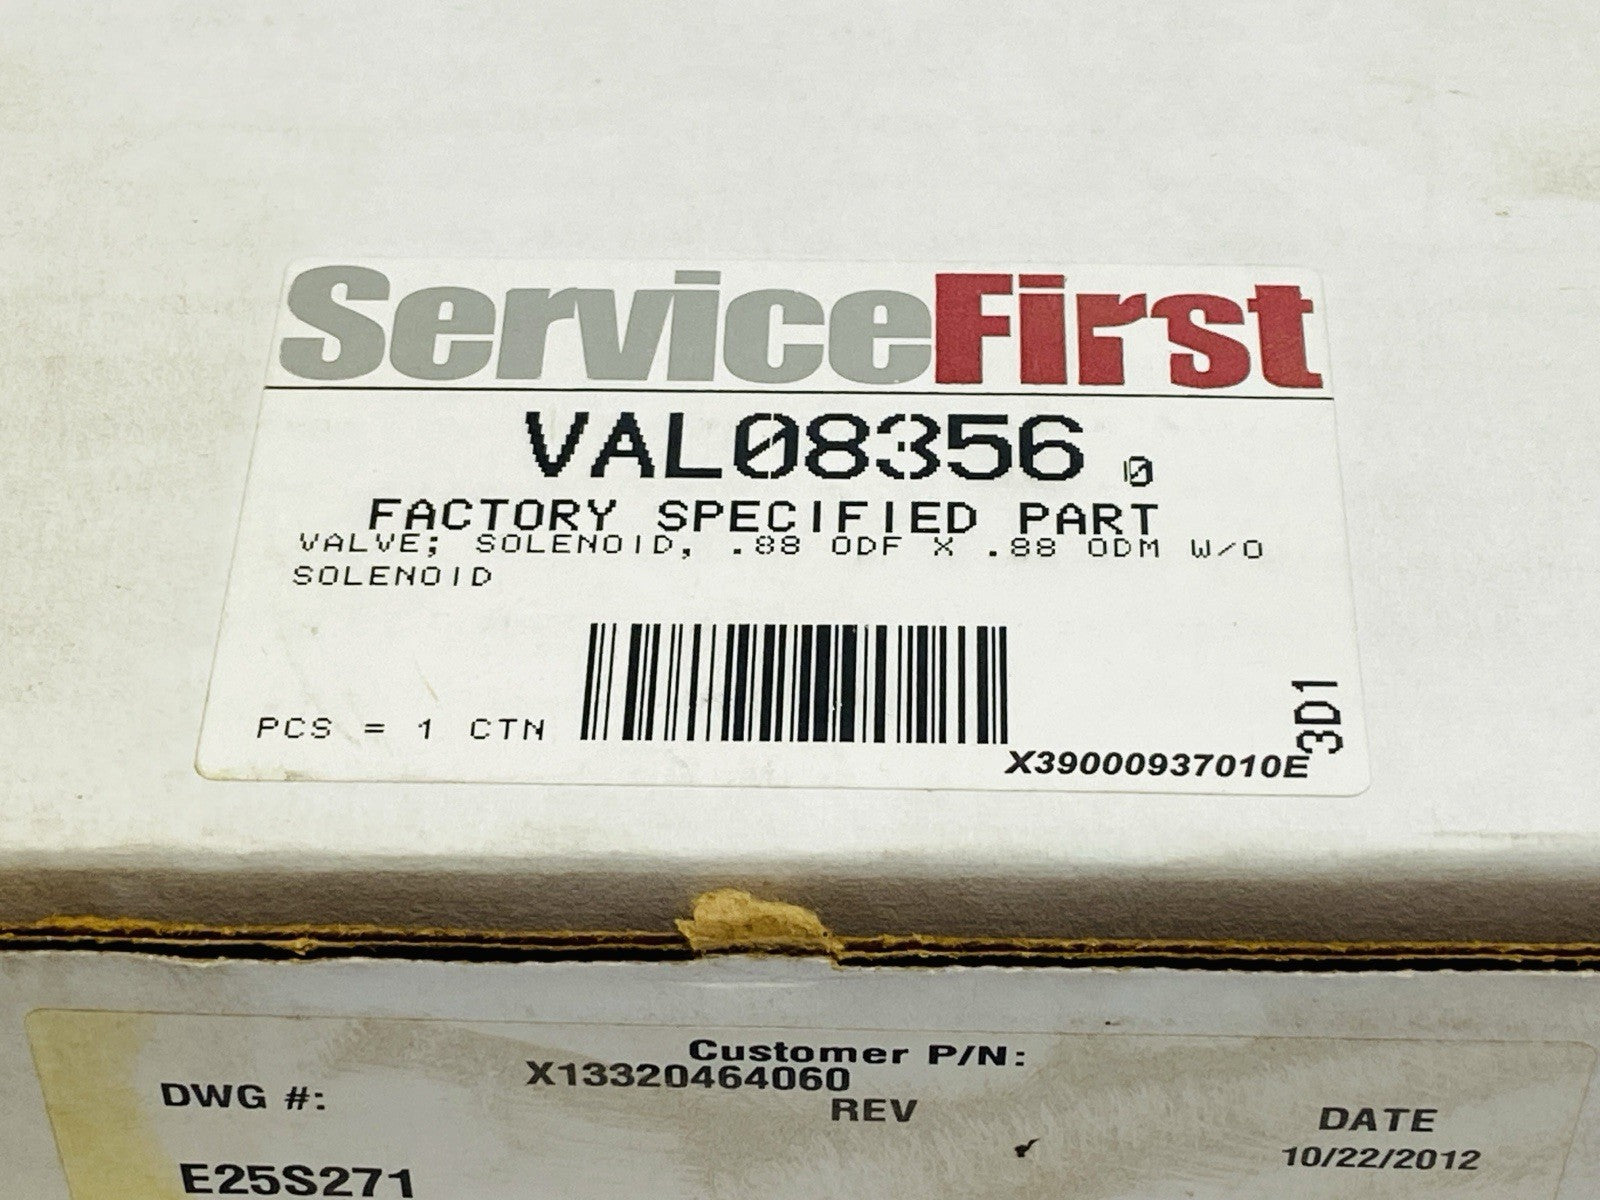 ServiceFirst
VAL08356 0
FACTORY SPECIFIED PART
VALVE; SOLENOID, .88 ODF X .88 ODM W/O
SOLENOID
PCS = 1 CTN
3D1
X39000937010E
Customer P/N:
X13320464060
DWG #:
REV
DATE
10/22/2012
E25S271